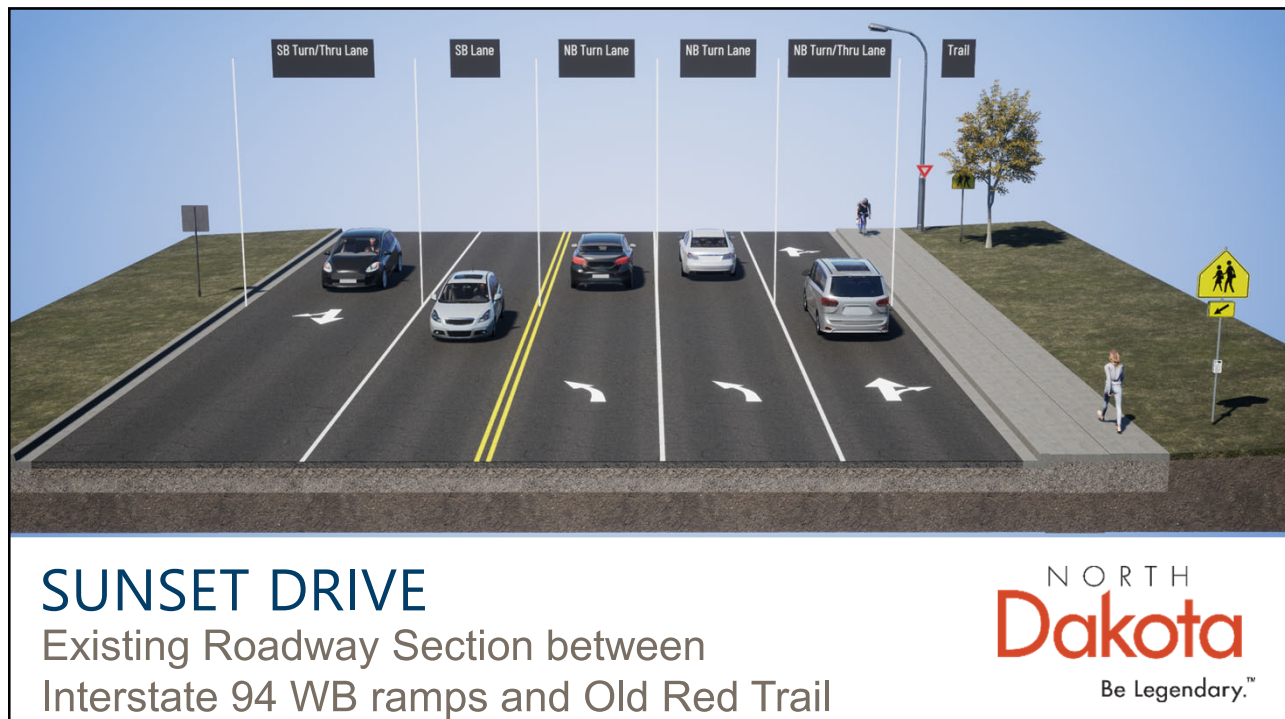 SB Turn/Thru Lane
SB Lane
NB Turn Lane
NB Turn Lane
NB Turn/Thru Lane
Trail
SUNSET DRIVE
Existing Roadway Section between
Interstate 94 WB ramps and Old Red Trail
NORTH
Dakota
Be Legendary.™